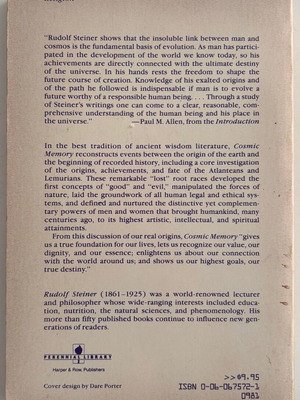 Religion
"Rudolf Steiner shows that the insoluble link between man and
cosmos is the fundamental basis of evolution. As man has par-
ticipated in the development of the world we know today, so his
achievements are directly connected with the ultimate destiny
of the universe. In his hands rests the freedom to shape the
future course of creation. Knowledge of his exalted origins and
of the path he followed is indispensable if man is to evolve a
future worthy of a responsible human being. . . . Through a study
of Steiner's writings one can come to a clear, reasonable, com-
prehensive understanding of the human being and his place in
the universe."
—Paul M. Allen, from the Introduction
In the best tradition of ancient wisdom literature, Cosmic
Memory reconstructs events between the origin of the earth and
the beginning of recorded history, including a core investigation
of the origins, achievements, and fate of the Atlanteans and
Lemurians. These remarkable "lost" root races developed the
first concepts of "good" and "evil," manipulated the forces of
nature, laid the groundwork of all human legal and ethical sys-
tems, and defined and nurtured the distinctive yet complemen-
tary powers of men and women that brought humankind, many
centuries ago, to its highest artistic, intellectual, and spiritual
attainments.
From this discussion of our real origins, Cosmic Memory "gives
us a true foundation for our lives, lets us recognize our value, our
dignity, and our essence; enlightens us about our connection
with the world around us; and shows us our highest goals, our
true destiny."
Rudolf Steiner (1861–1925) was a world-renowned lecturer
and philosopher whose wide-ranging interests included educa-
tion, nutrition, the natural sciences, and phenomenology. His
more than fifty published books continue to influence new gen-
erations of readers.
PERENNIAL LIBRARY
Harper & Row, Publishers
Cover design by Dare Porter
>>$9.95
ISBN 0-06-067572-1
0981